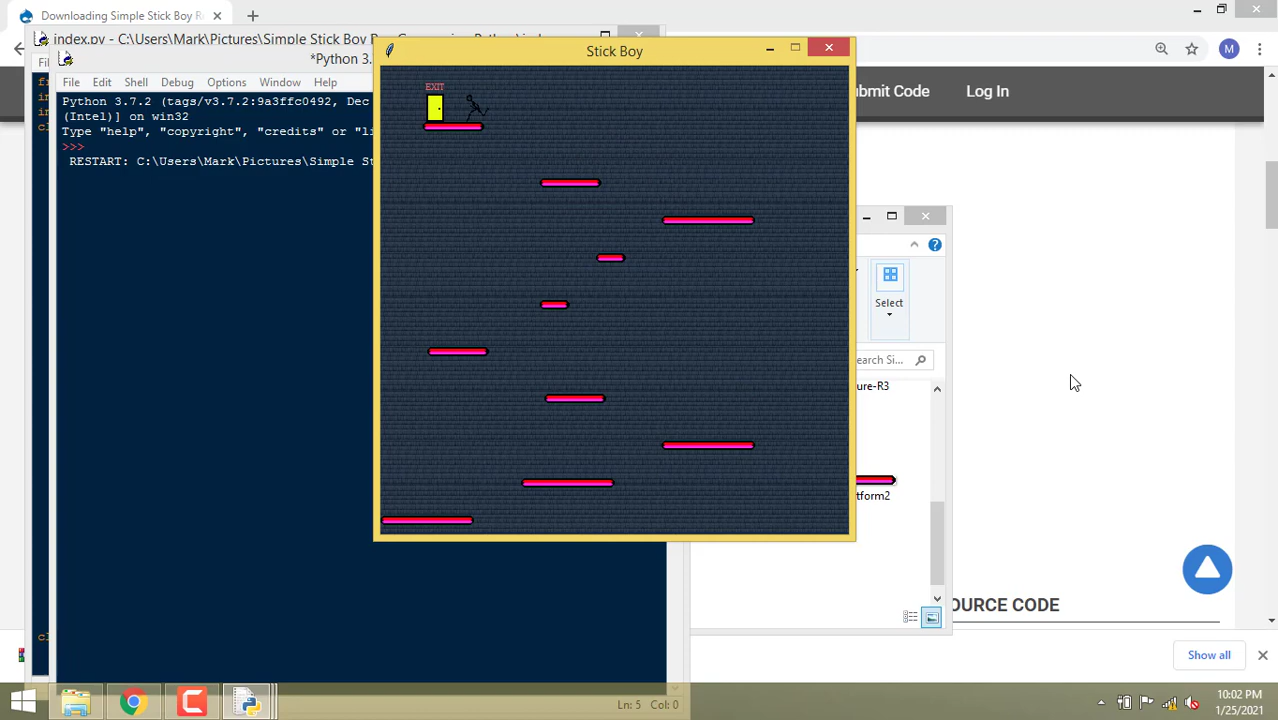 Downloading Simple Stick Boy R
index.py - C:\Users\Mark\Pictures\Simple Stick Boy
*Python 3.
Stick Boy
File Edit Shell Debug Options Window Help
Python 3.7.2 (tags/v3.7.2:9a3ffc0492, Dec
(Intel)] on win32
Type "help", "copyright", "credits" or "li
>>>
RESTART: C:\Users\Mark\Pictures\Simple St
EXIT
ubmit Code
Log In
M
Select
earch Si...
ure-R3
tform2
OURCE CODE
Show all
Ln: 5 Col: 0
10:02 PM
1/25/2021